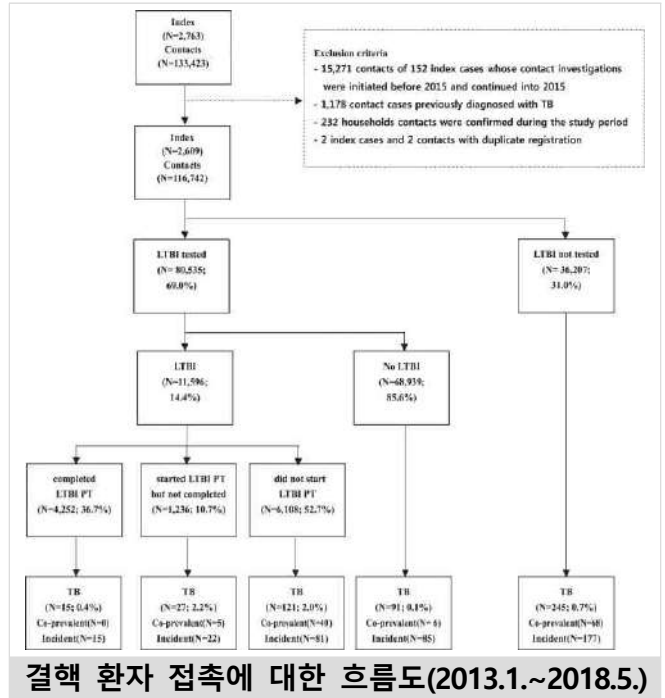 Index
(N=2,763)
Contacts
(N=133,423)
Exclusion criteria
- 15,271 contacts of 152 index cases whose contact investigations
were initiated before 2015 and continued into 2015
- 1,178 contact cases previously diagnosed with TB
- 232 households contacts were confirmed during the study period
- 2 index cases and 2 contacts with duplicate registration
Index
(N=2,609)
Contacts
(N=116,742)
LTBI tested
(N= 80,535;
69.0%)
LTBI not tested
(N= 36,207;
31.0%)
LTBI
(N=11,596;
14.4%)
No LTBI
(N=68,939;
85.6%)
completed
LTBI PT
(N=4,252; 36.7%)
started LTBI PT
but not completed
(N=1,236; 10.7%)
did not start
LTBI PT
(N=6,108; 52.7%)
TB
(N=15; 0.4%)
Co-prevalent(N=0)
Incident(N=15)
TB
(N=27; 2.2%)
Co-prevalent(N=5)
Incident(N=22)
TB
(N=121; 2.0%)
Co-prevalent(N=40)
Incident(N=81)
TB
(N=91; 0.1%)
Co-prevalent(N= 6)
Incident(N=85)
TB
(N=245; 0.7%)
Co-prevalent(N=68)
Incident(N=177)
결핵 환자 접촉에 대한 흐름도(2013.1.~2018.5.)